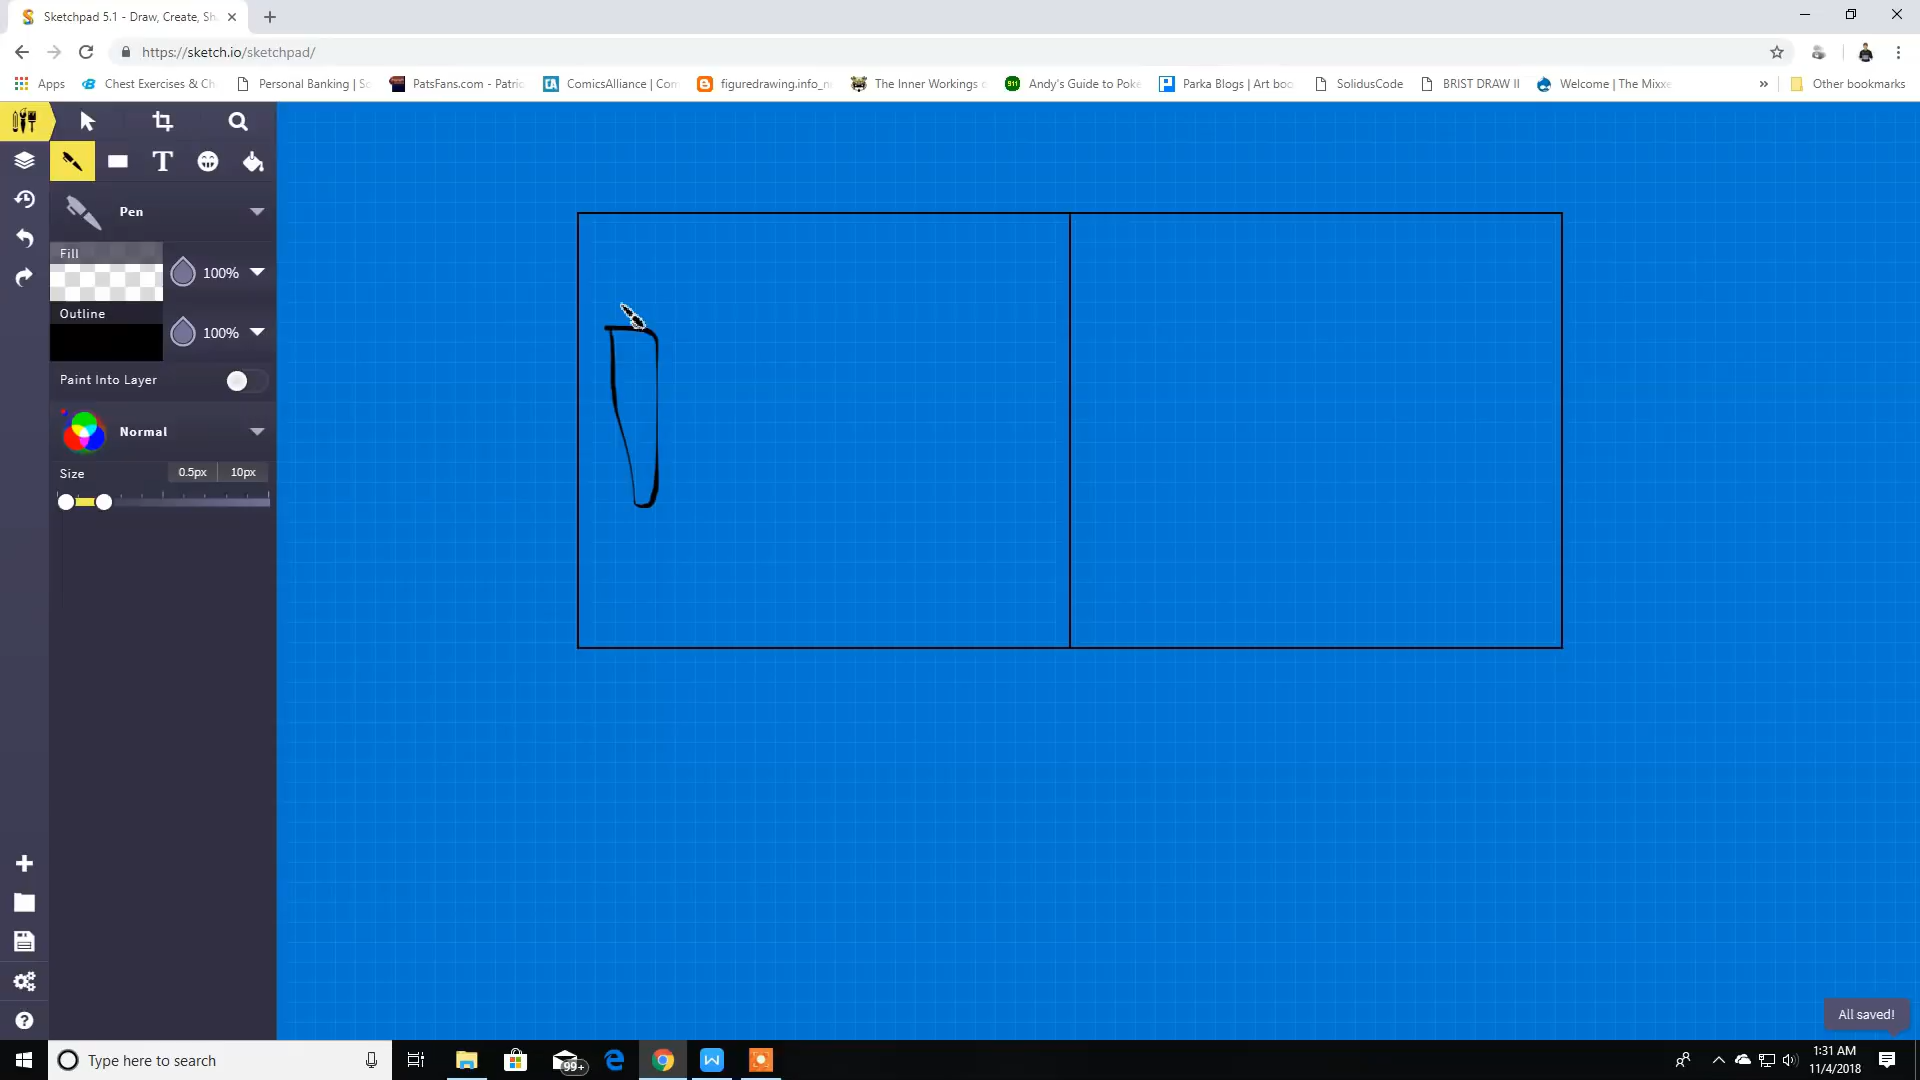 Sketchpad 5.1 - Draw, Create, Sh
https://sketch.io/sketchpad/
Apps Chest Exercises & Ch Personal Banking | Sc PatsFans.com - Patric ComicsAlliance | Com figuredrawing.info_n The Inner Workings o Andy's Guide to Poke Parka Blogs | Art boo SolidusCode BRIST DRAW II Welcome | The Mixxe » Other bookmarks
T
Pen
Fill
100%
Outline
100%
Paint Into Layer
Normal
Size 0.5px 10px
All saved!
Type here to search
99+
1:31 AM
11/4/2018